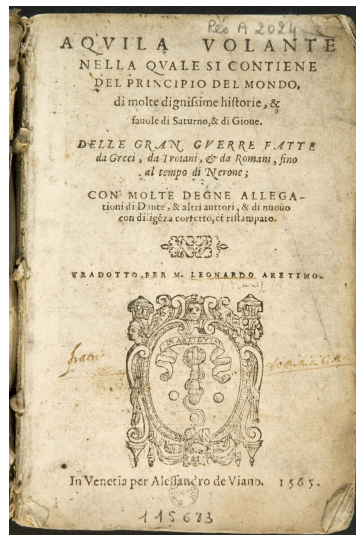 Rés A 2024
AQVILA VOLANTE
NELLA QVALE SI CONTIENE
DEL PRINCIPIO DEL MONDO,
di molte dignissime historie, &
fauole di Saturno, & di Gioue.
DELLE GRAN GVERRE FATTE
da Greci, da Troiani, & da Romani, fino
al tempo di Nerone;
CON MOLTE DEGNE ALLEGA-
tioni di Dante, & altri auttori, & di nuouo
con diligẽza corretto, et ristampato.
TRADOTTO PER M. LEONARDO ARETINO.
In Venetia per Alessandro de Viano. 1565.
115673